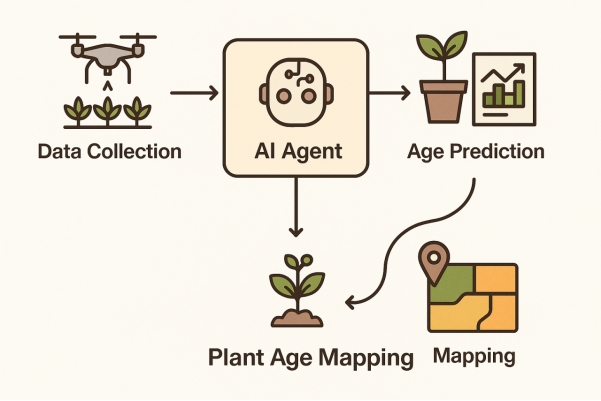 Data Collection
AI Agent
Age Prediction
Plant Age Mapping
Mapping